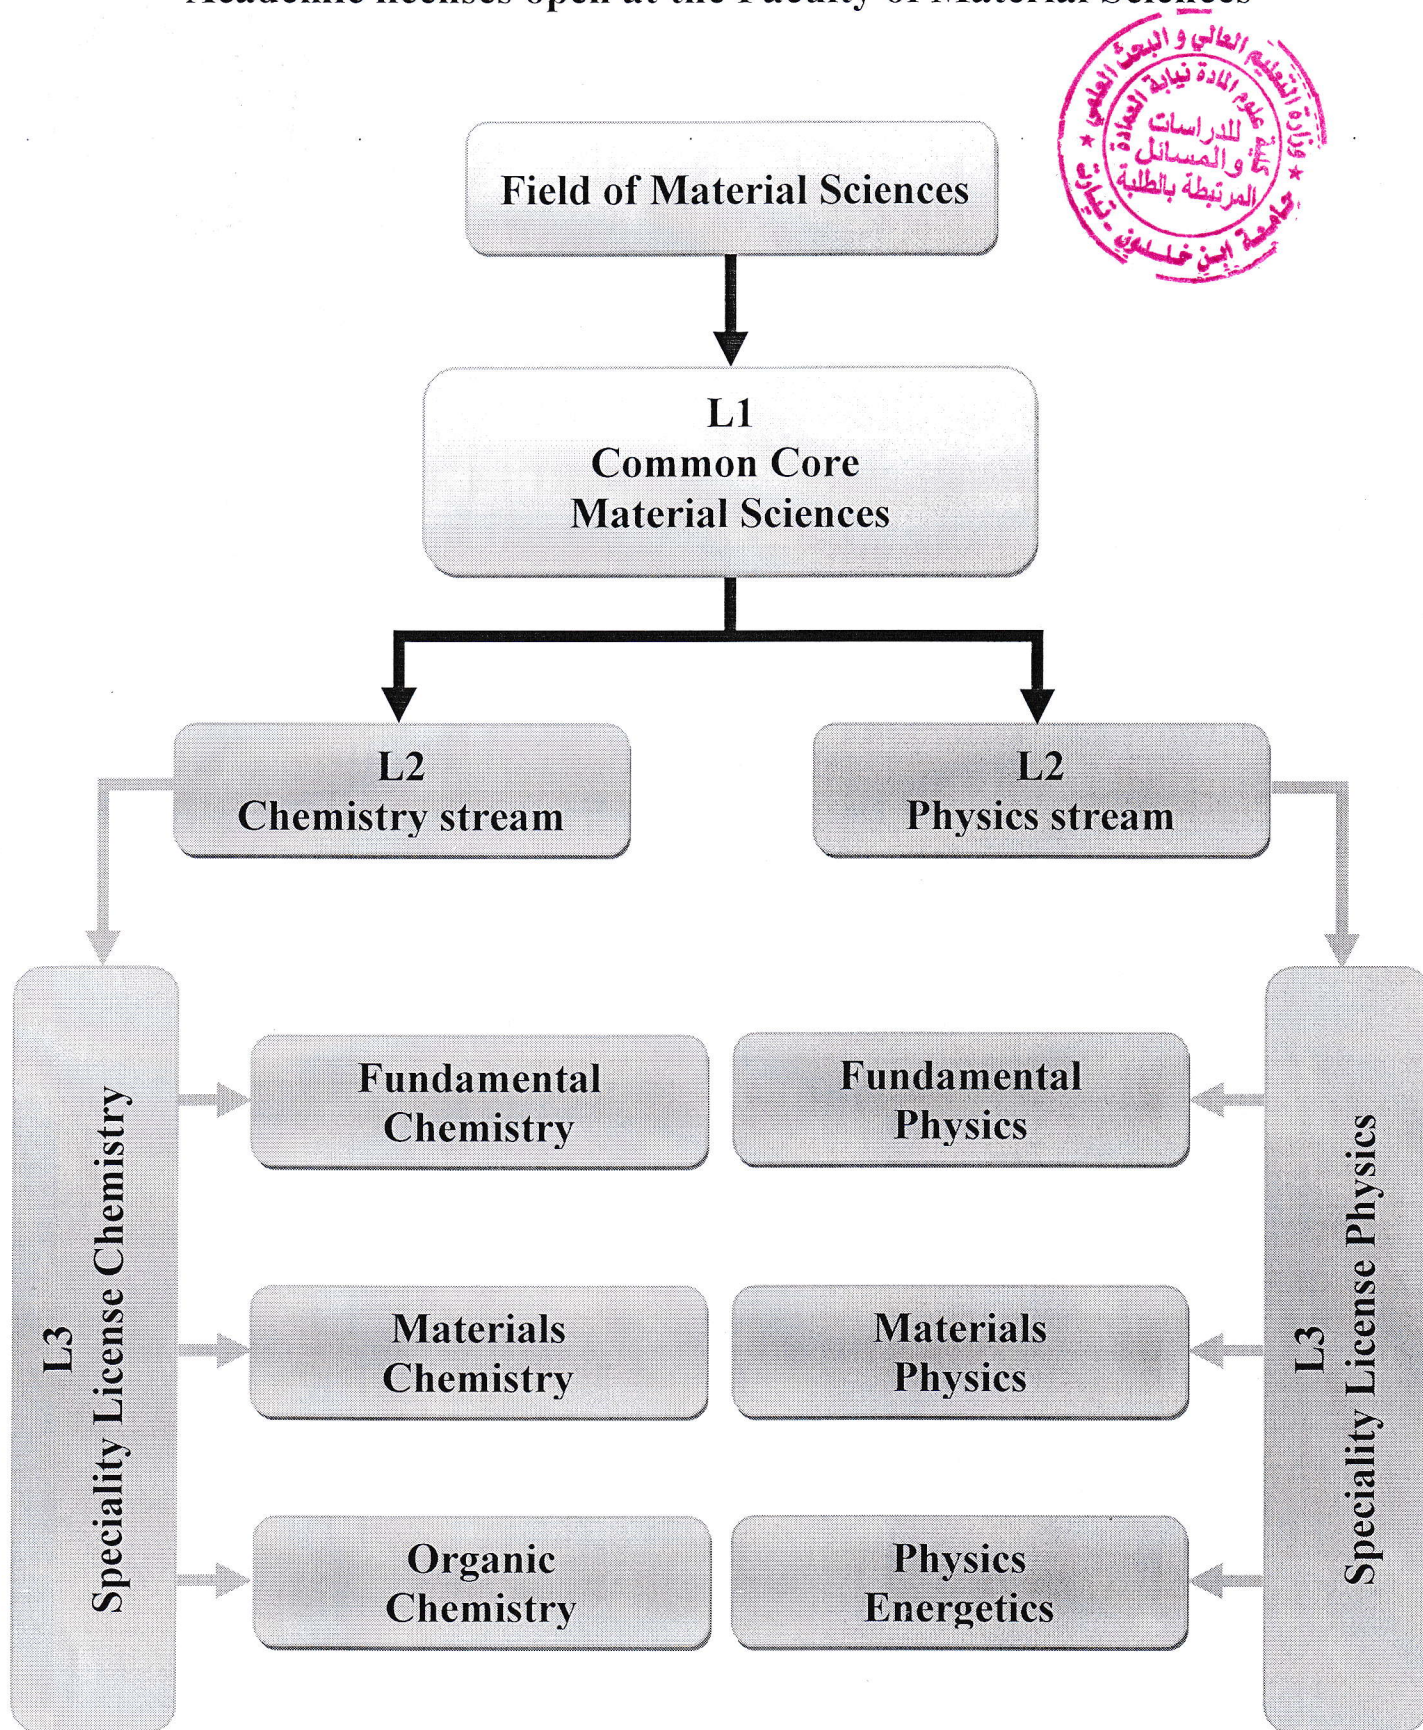 Academic licenses open at the Faculty of Material Sciences
وزارة التعليم العالي و البحث العلمي
جامعة ابن خلدون - تيارت
كلية علوم المادة نيابة العمادة
للدراسات
و المسائل
المرتبطة بالطلبة
Field of Material Sciences
L1
Common Core
Material Sciences
L2
Chemistry stream
L2
Physics stream
L3
Speciality License Chemistry
Fundamental
Chemistry
Materials
Chemistry
Organic
Chemistry
Fundamental
Physics
Materials
Physics
Physics
Energetics
L3
Speciality License Physics